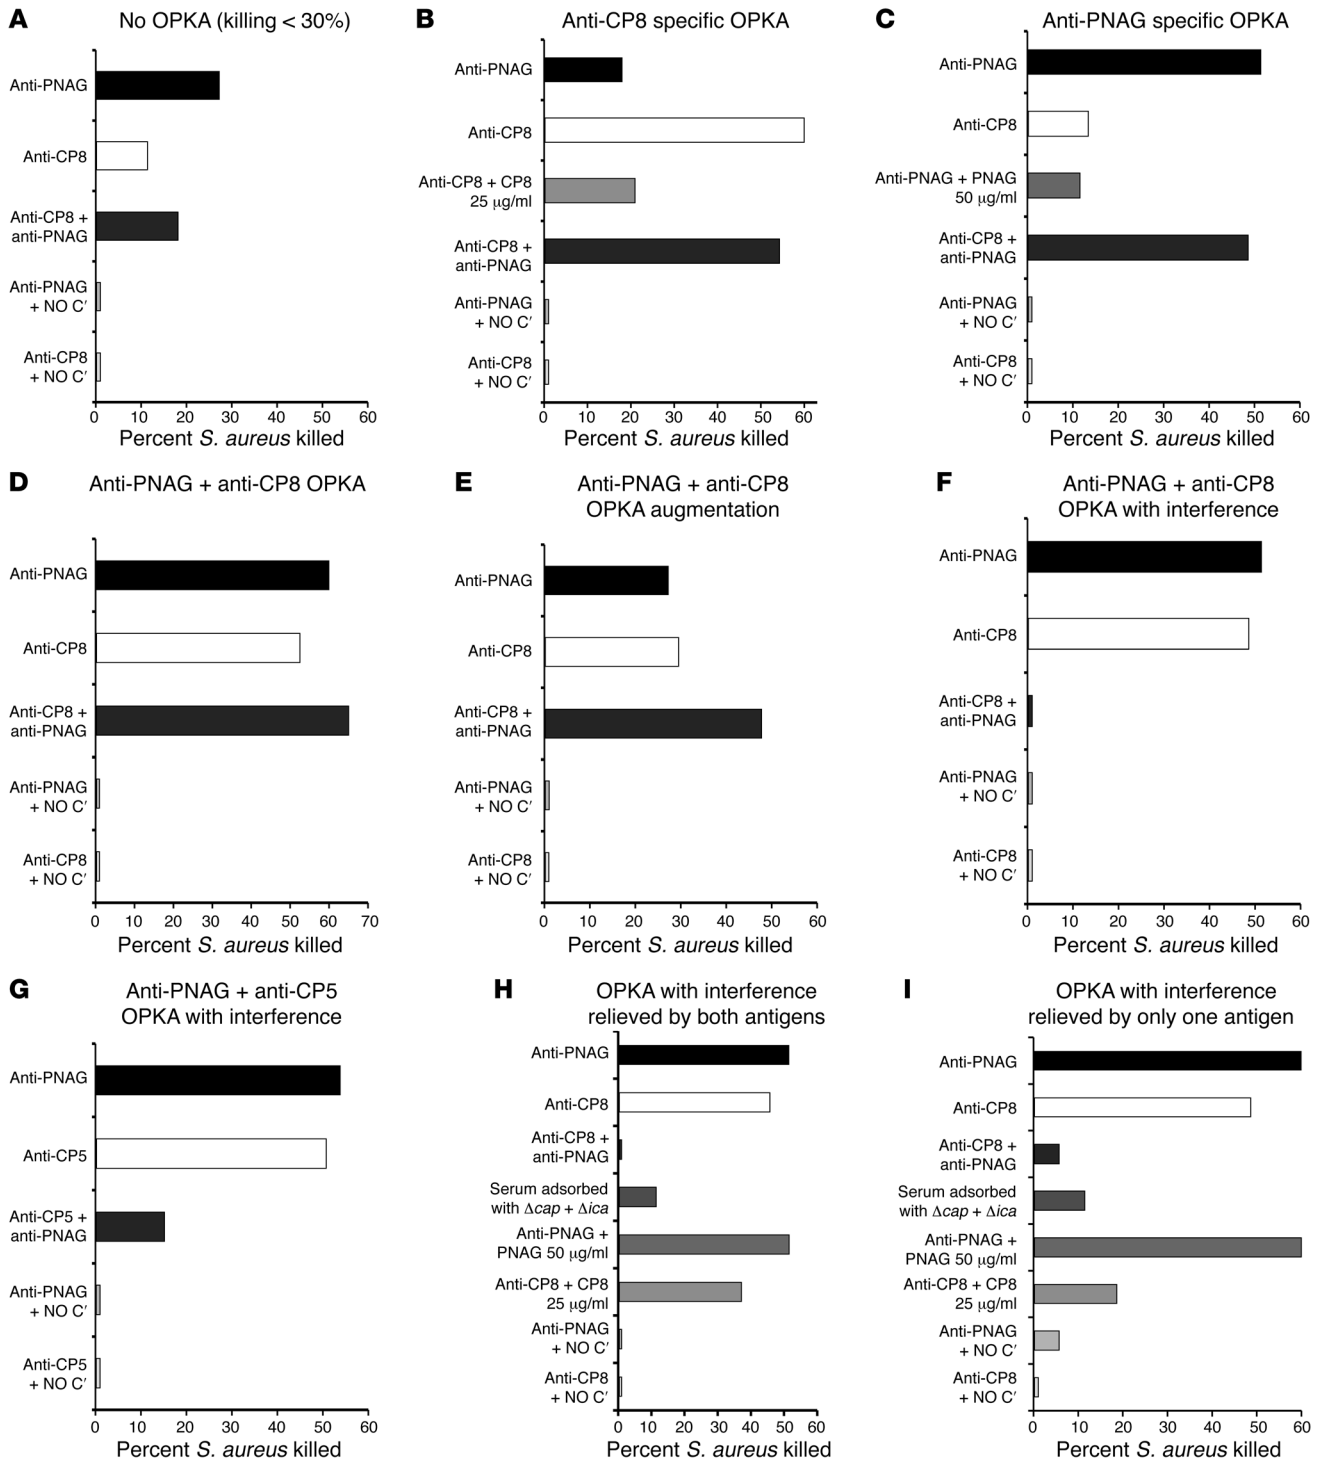 A
No OPKA (killing < 30%)
Anti-PNAG
Anti-CP8
Anti-CP8 +
anti-PNAG
Anti-PNAG
+ NO C′
Anti-CP8
+ NO C′
0 10 20 30 40 50 60
Percent S. aureus killed
B
Anti-CP8 specific OPKA
Anti-PNAG
Anti-CP8
Anti-CP8 + CP8
25 μg/ml
Anti-CP8 +
anti-PNAG
Anti-PNAG
+ NO C′
Anti-CP8
+ NO C′
0 10 20 30 40 50 60
Percent S. aureus killed
C
Anti-PNAG specific OPKA
Anti-PNAG
Anti-CP8
Anti-PNAG + PNAG
50 μg/ml
Anti-CP8 +
anti-PNAG
Anti-PNAG
+ NO C′
Anti-CP8
+ NO C′
0 10 20 30 40 50 60
Percent S. aureus killed
D
Anti-PNAG + anti-CP8 OPKA
Anti-PNAG
Anti-CP8
Anti-CP8 +
anti-PNAG
Anti-PNAG
+ NO C′
Anti-CP8
+ NO C′
0 10 20 30 40 50 60 70
Percent S. aureus killed
E
Anti-PNAG + anti-CP8
OPKA augmentation
Anti-PNAG
Anti-CP8
Anti-CP8 +
anti-PNAG
Anti-PNAG
+ NO C′
Anti-CP8
+ NO C′
0 10 20 30 40 50 60
Percent S. aureus killed
F
Anti-PNAG + anti-CP8
OPKA with interference
Anti-PNAG
Anti-CP8
Anti-CP8 +
anti-PNAG
Anti-PNAG
+ NO C′
Anti-CP8
+ NO C′
0 10 20 30 40 50 60
Percent S. aureus killed
G
Anti-PNAG + anti-CP5
OPKA with interference
Anti-PNAG
Anti-CP5
Anti-CP5 +
anti-PNAG
Anti-PNAG
+ NO C′
Anti-CP5
+ NO C′
0 10 20 30 40 50 60
Percent S. aureus killed
H
OPKA with interference
relieved by both antigens
Anti-PNAG
Anti-CP8
Anti-CP8 +
anti-PNAG
Serum adsorbed
with Δcap + Δica
Anti-PNAG +
PNAG 50 μg/ml
Anti-CP8 + CP8
25 μg/ml
Anti-PNAG
+ NO C′
Anti-CP8
+ NO C′
0 10 20 30 40 50 60
Percent S. aureus killed
I
OPKA with interference
relieved by only one antigen
Anti-PNAG
Anti-CP8
Anti-CP8 +
anti-PNAG
Serum adsorbed
with Δcap + Δica
Anti-PNAG +
PNAG 50 μg/ml
Anti-CP8 + CP8
25 μg/ml
Anti-PNAG
+ NO C′
Anti-CP8
+ NO C′
0 10 20 30 40 50 60
Percent S. aureus killed